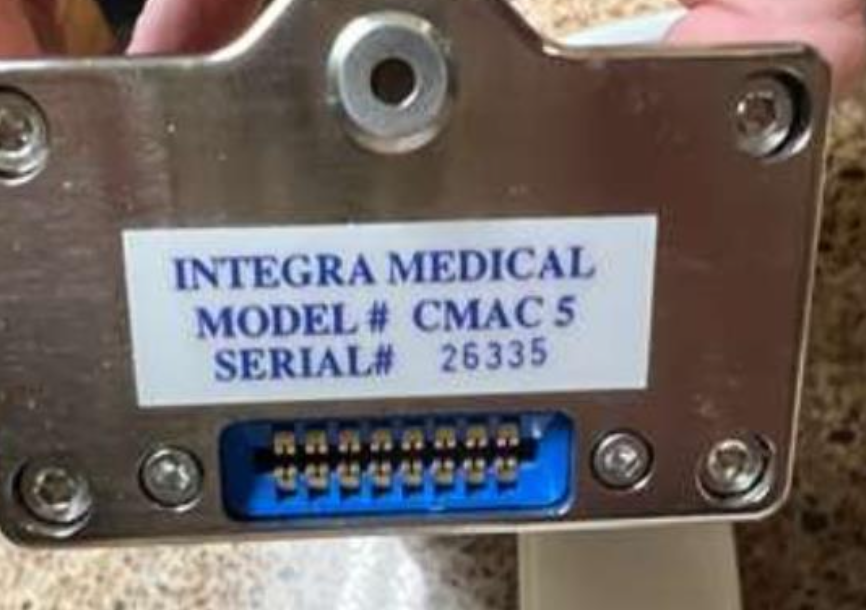 INTEGRA MEDICAL
MODEL # CMAC 5
SERIAL# 26335